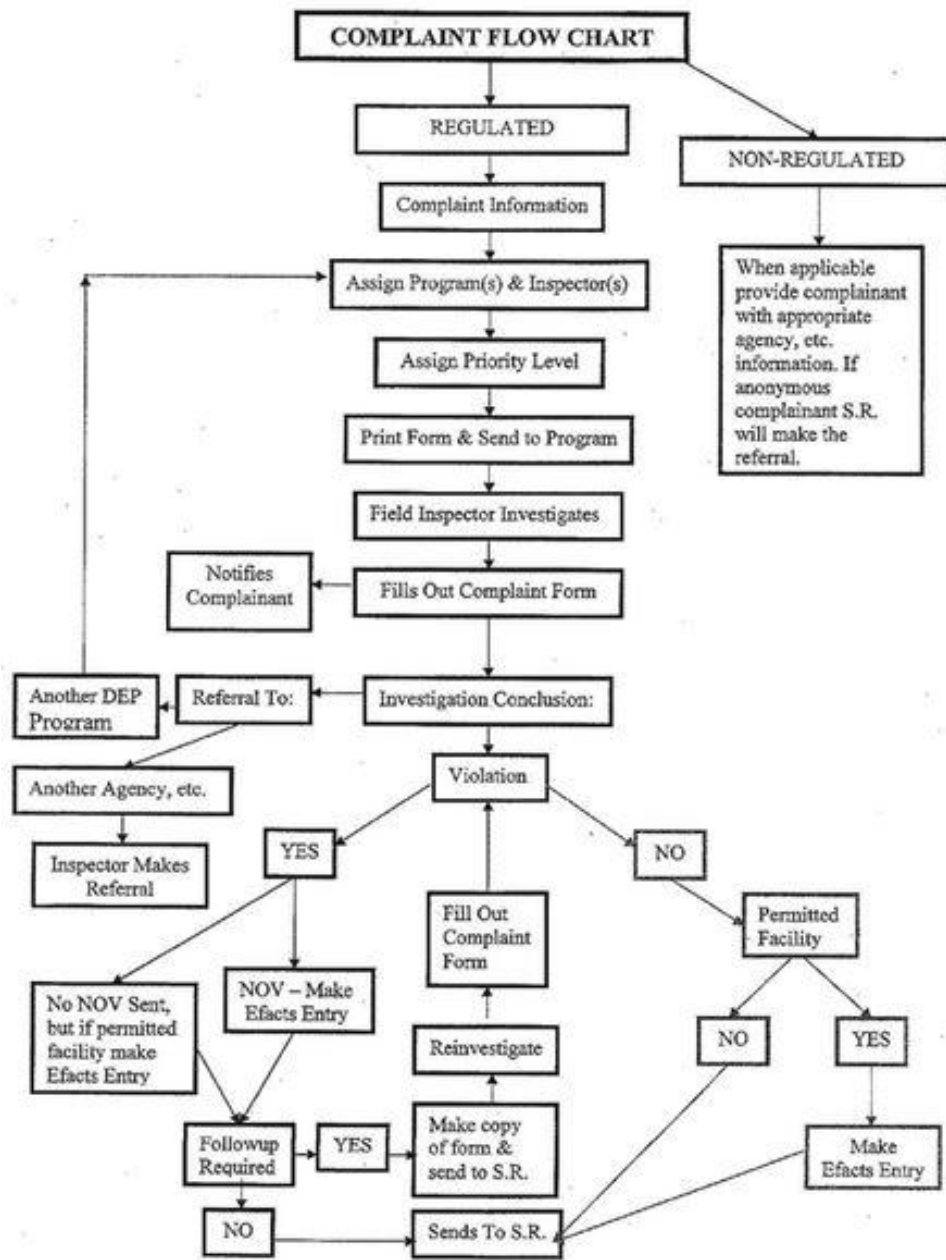 COMPLAINT FLOW CHART
REGULATED
NON-REGULATED
Complaint Information
When applicable
provide complainant
with appropriate
agency, etc.
information. If
anonymous
complainant S.R.
will make the
referral.
Assign Program(s) & Inspector(s)
Assign Priority Level
Print Form & Send to Program
Field Inspector Investigates
Notifies
Complainant
Fills Out Complaint Form
Another DEP
Program
Referral To:
Investigation Conclusion:
Another Agency, etc.
Violation
Inspector Makes
Referral
YES
NO
Fill Out
Complaint
Form
Permitted
Facility
No NOV Sent,
but if permitted
facility make
Efacts Entry
NOV – Make
Efacts Entry
Reinvestigate
NO
YES
Followup
Required
YES
Make copy
of form &
send to S.R.
Make
Efacts Entry
NO
Sends To S.R.